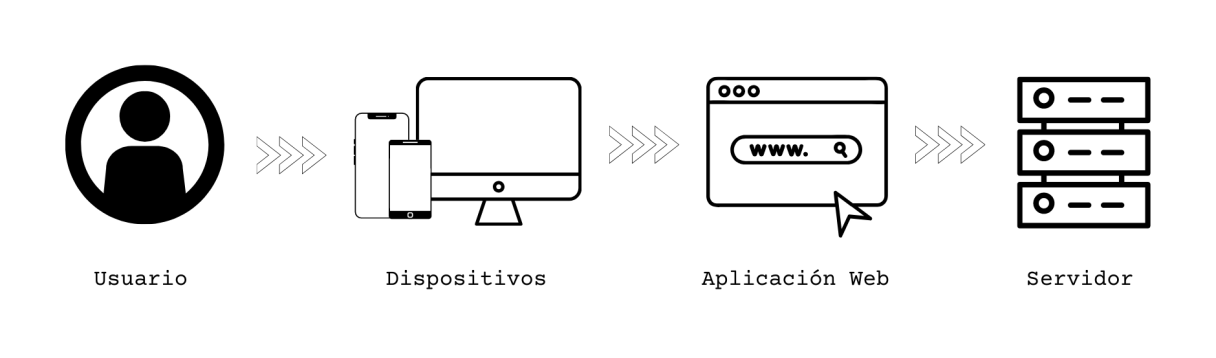 www.
Usuario
Dispositivos
Aplicación Web
Servidor